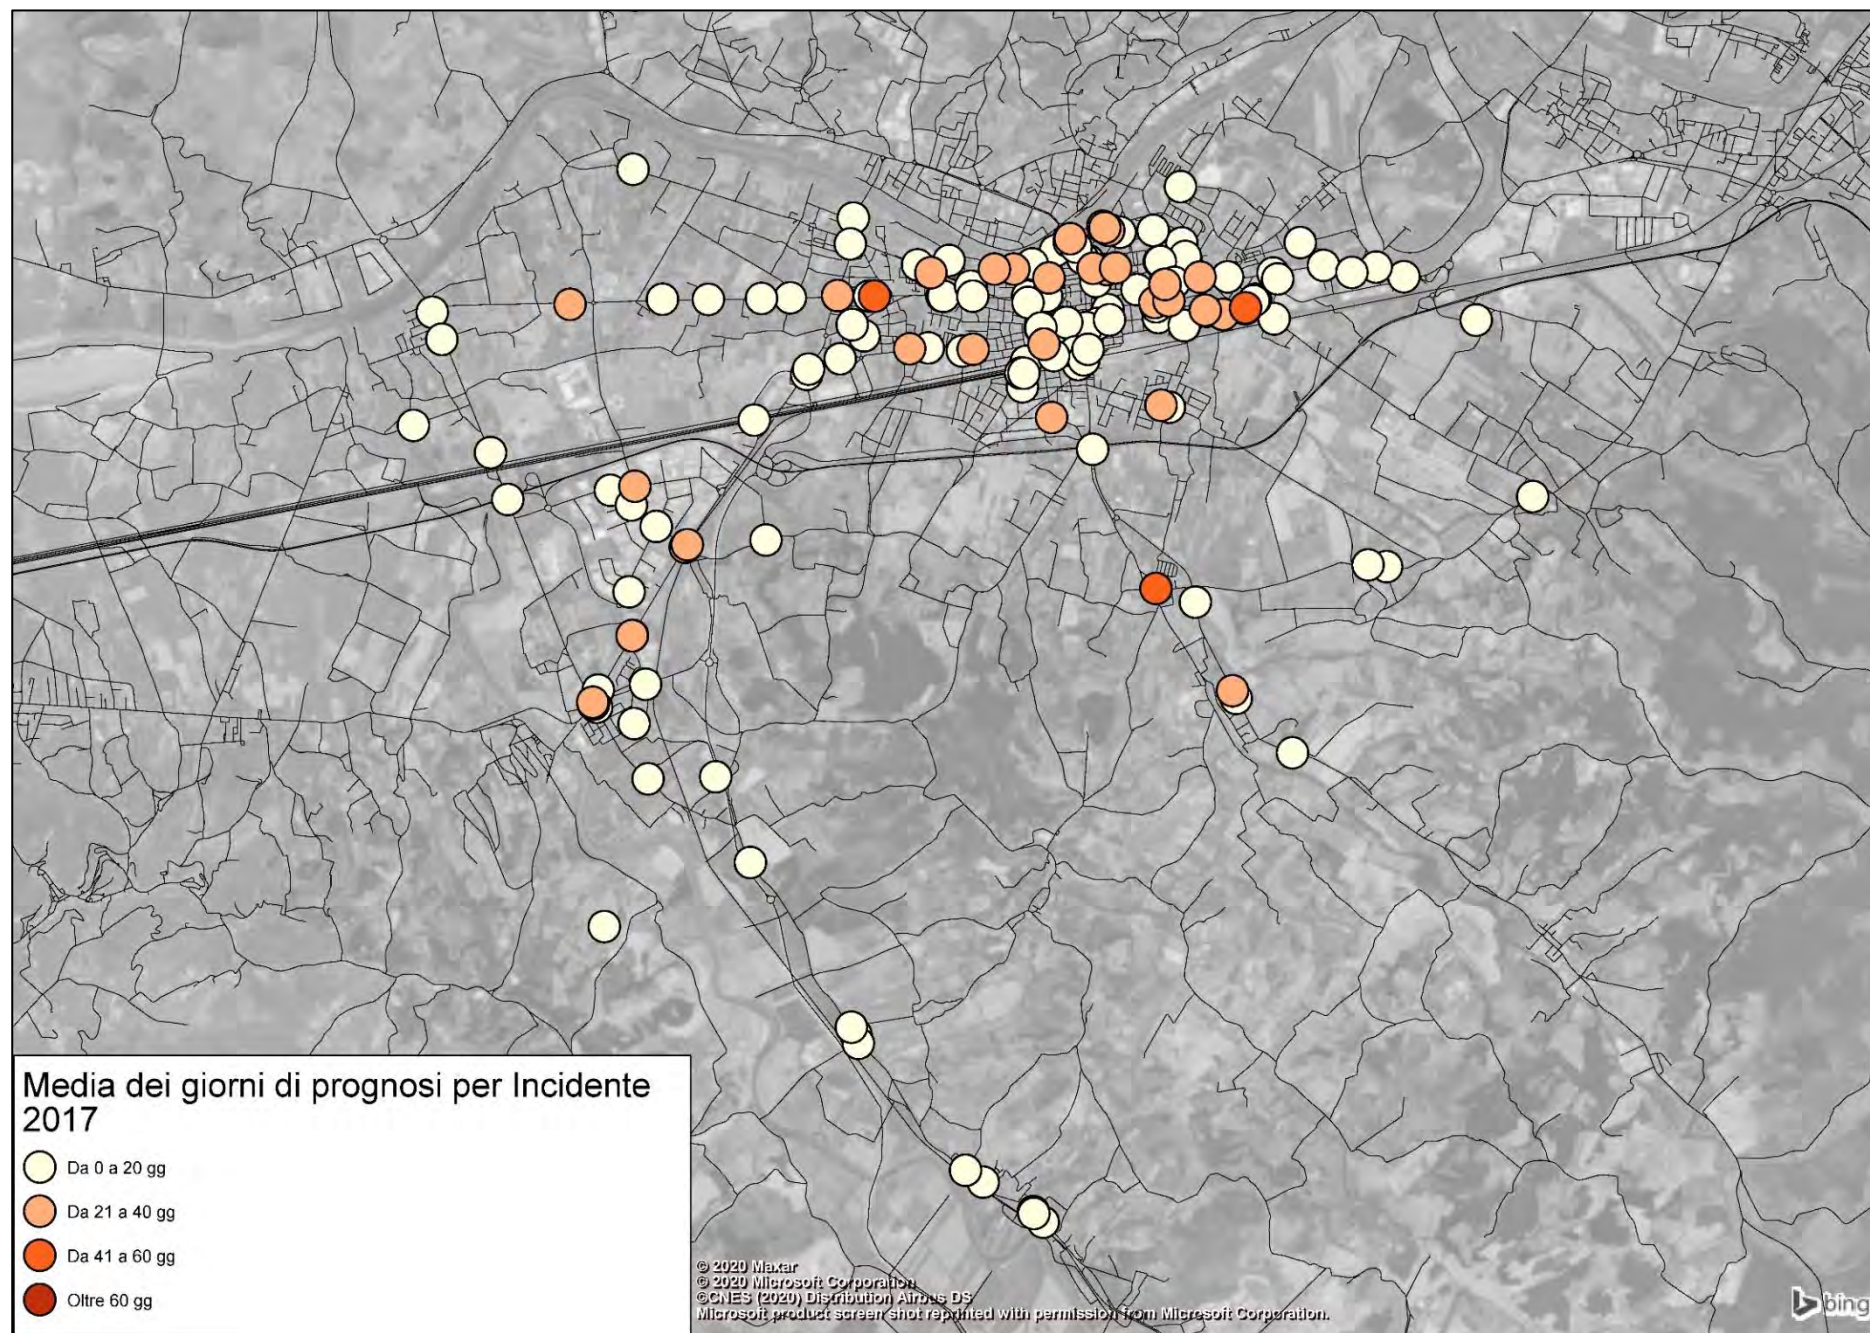 Media dei giorni di prognosi per Incidente
2017
Da 0 a 20 gg
Da 21 a 40 gg
Da 41 a 60 gg
Oltre 60 gg
© 2020 Maxar
© 2020 Microsoft Corporation
©CNES (2020) Distribution Airbus DS
Microsoft product screen shot reprinted with permission from Microsoft Corporation.
bing